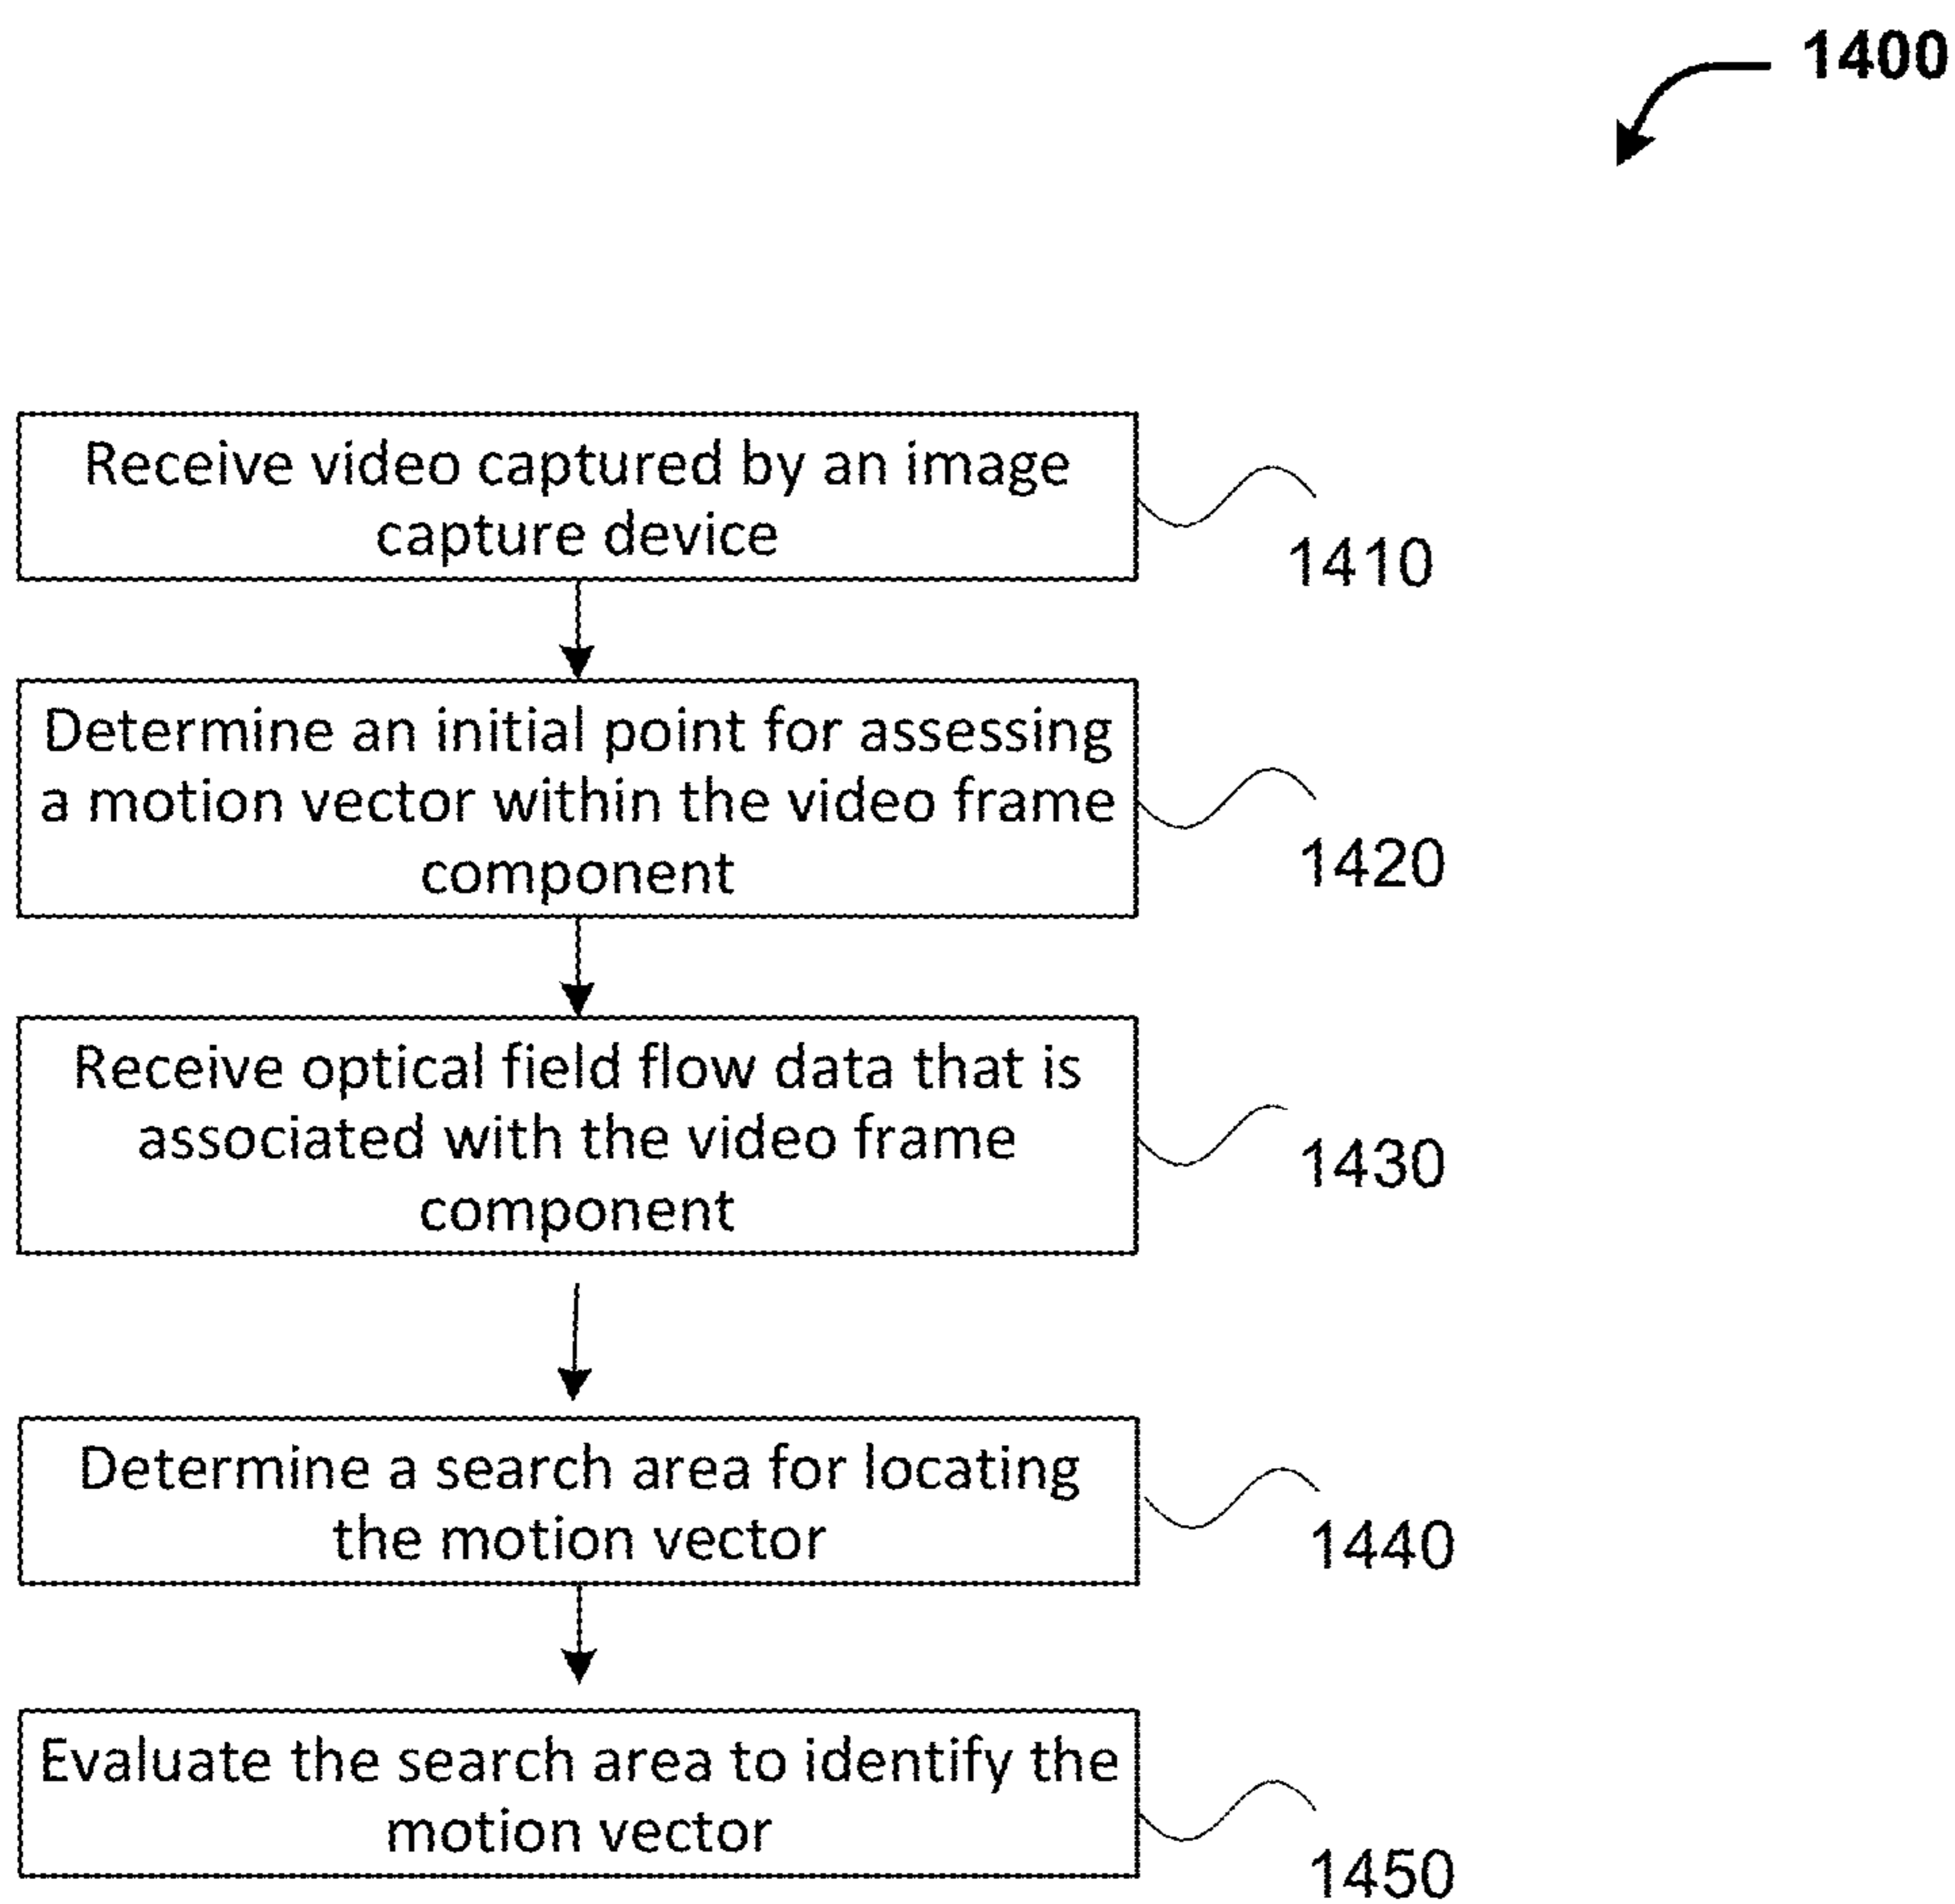 1400
Receive video captured by an image
capture device
1410
Determine an initial point for assessing
a motion vector within the video frame
component
1420
Receive optical field flow data that is
associated with the video frame
component
1430
Determine a search area for locating
the motion vector
1440
Evaluate the search area to identify the
motion vector
1450